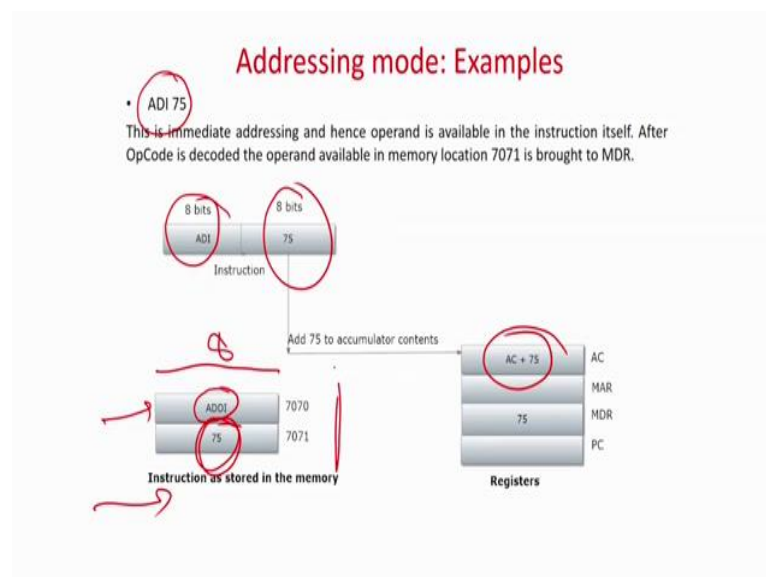 Addressing mode: Examples
• ADI 75
This is immediate addressing and hence operand is available in the instruction itself. After
OpCode is decoded the operand available in memory location 7071 is brought to MDR.
8 bits 8 bits
ADI 75
Instruction
8
Add 75 to accumulator contents
AC + 75 AC
MAR
ADDI 7070
75 MDR
75 7071
PC
Instruction as stored in the memory
Registers